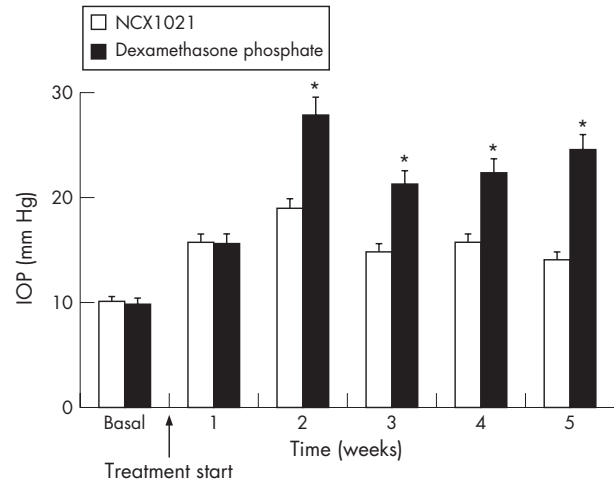 NCX1021
Dexamethasone phosphate
30
20
10
0
IOP (mm Hg)
*
*
*
*
Basal
1
2
3
4
5
Time (weeks)
Treatment start